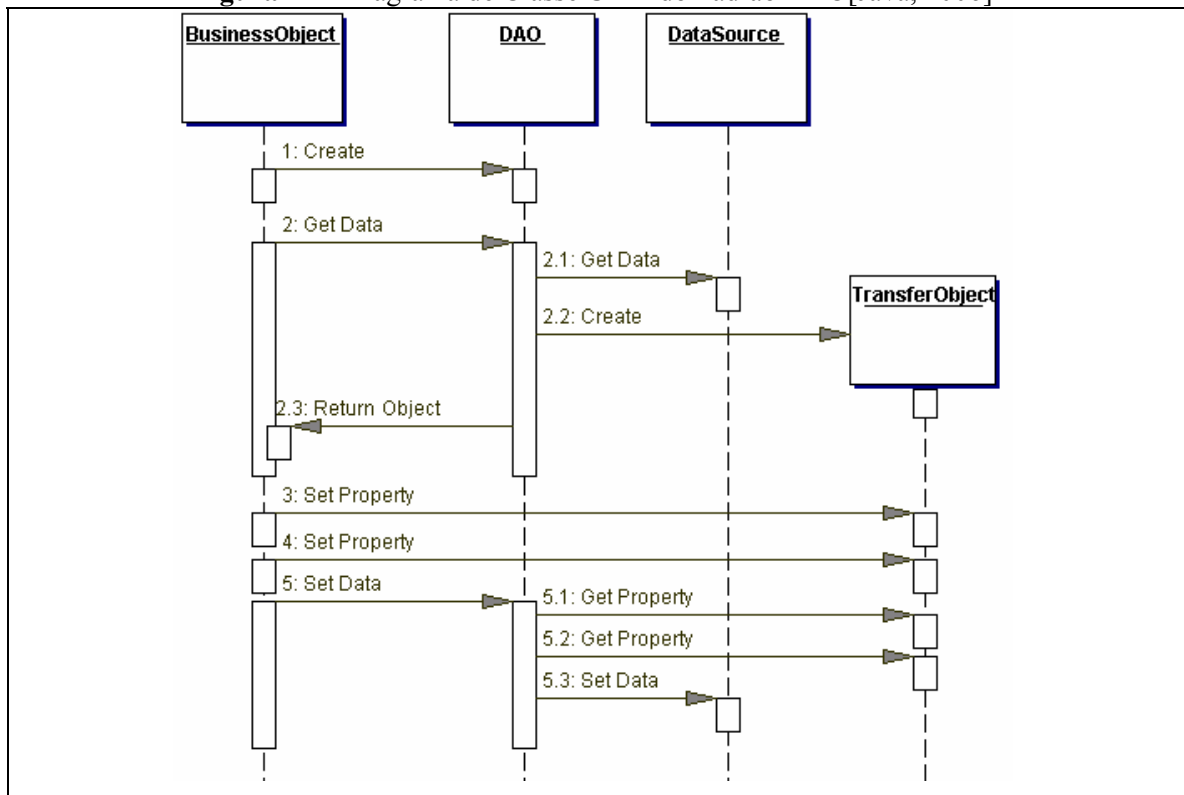 BusinessObject
DAO
DataSource
1: Create
2: Get Data
2.1: Get Data
TransferObject
2.2: Create
2.3: Return Object
3: Set Property
4: Set Property
5: Set Data
5.1: Get Property
5.2: Get Property
5.3: Set Data